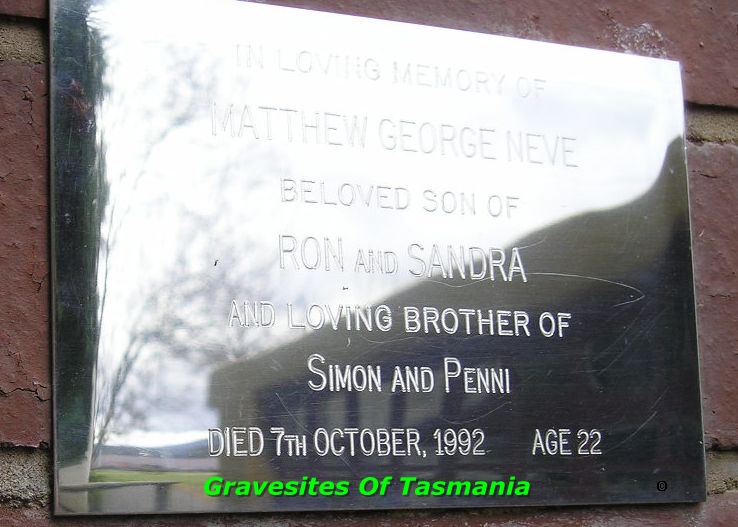 IN LOVING MEMORY OF
MATTHEW GEORGE NEVE
BELOVED SON OF
RON AND SANDRA
AND LOVING BROTHER OF
SIMON AND PENNI
DIED 7TH OCTOBER, 1992 AGE 22
Gravesites Of Tasmania
©